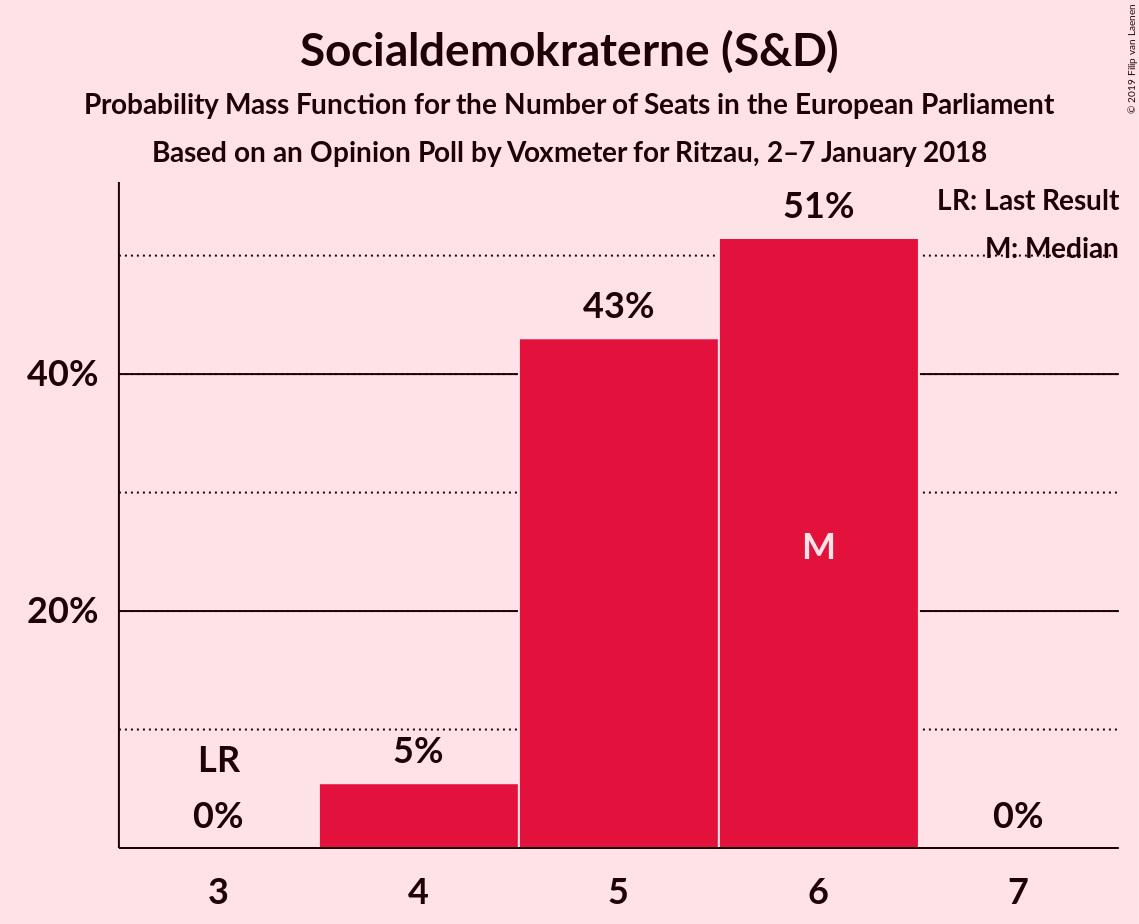 Socialdemokraterne (S&D)
Probability Mass Function for the Number of Seats in the European Parliament
Based on an Opinion Poll by Voxmeter for Ritzau, 2–7 January 2018
© 2019 Filip van Laenen
LR: Last Result
M: Median
51%
43%
40%
M
20%
5%
LR
0%
0%
3 4 5 6 7